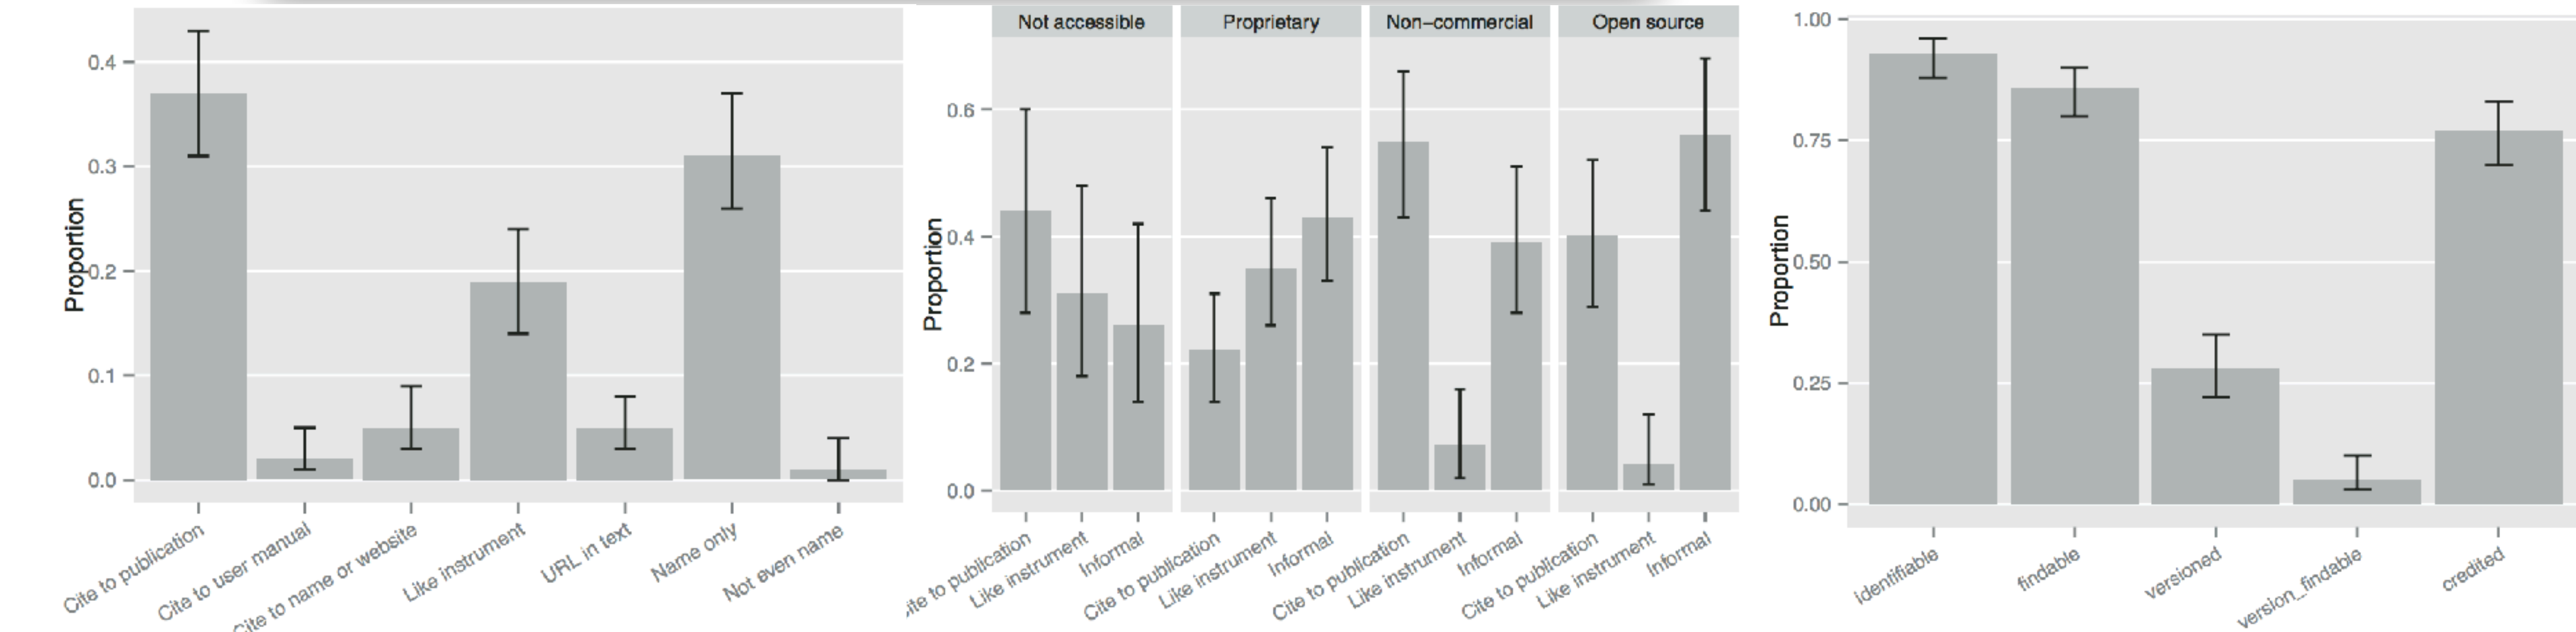 Proportion
0.4
0.3
0.2
0.1
0.0
Cite to publication
Cite to user manual
Cite to name or website
Like instrument
URL in text
Name only
Not even name
Not accessible
Proprietary
Non-commercial
Open source
Proportion
0.6
0.4
0.2
0.0
ite to publication
Like instrument
Informal
Cite to publication
Like instrument
Informal
Cite to publication
Like instrument
Informal
Cite to publication
Like instrument
Informal
Proportion
1.00
0.75
0.50
0.25
0.00
identifiable
findable
versioned
version_findable
credited